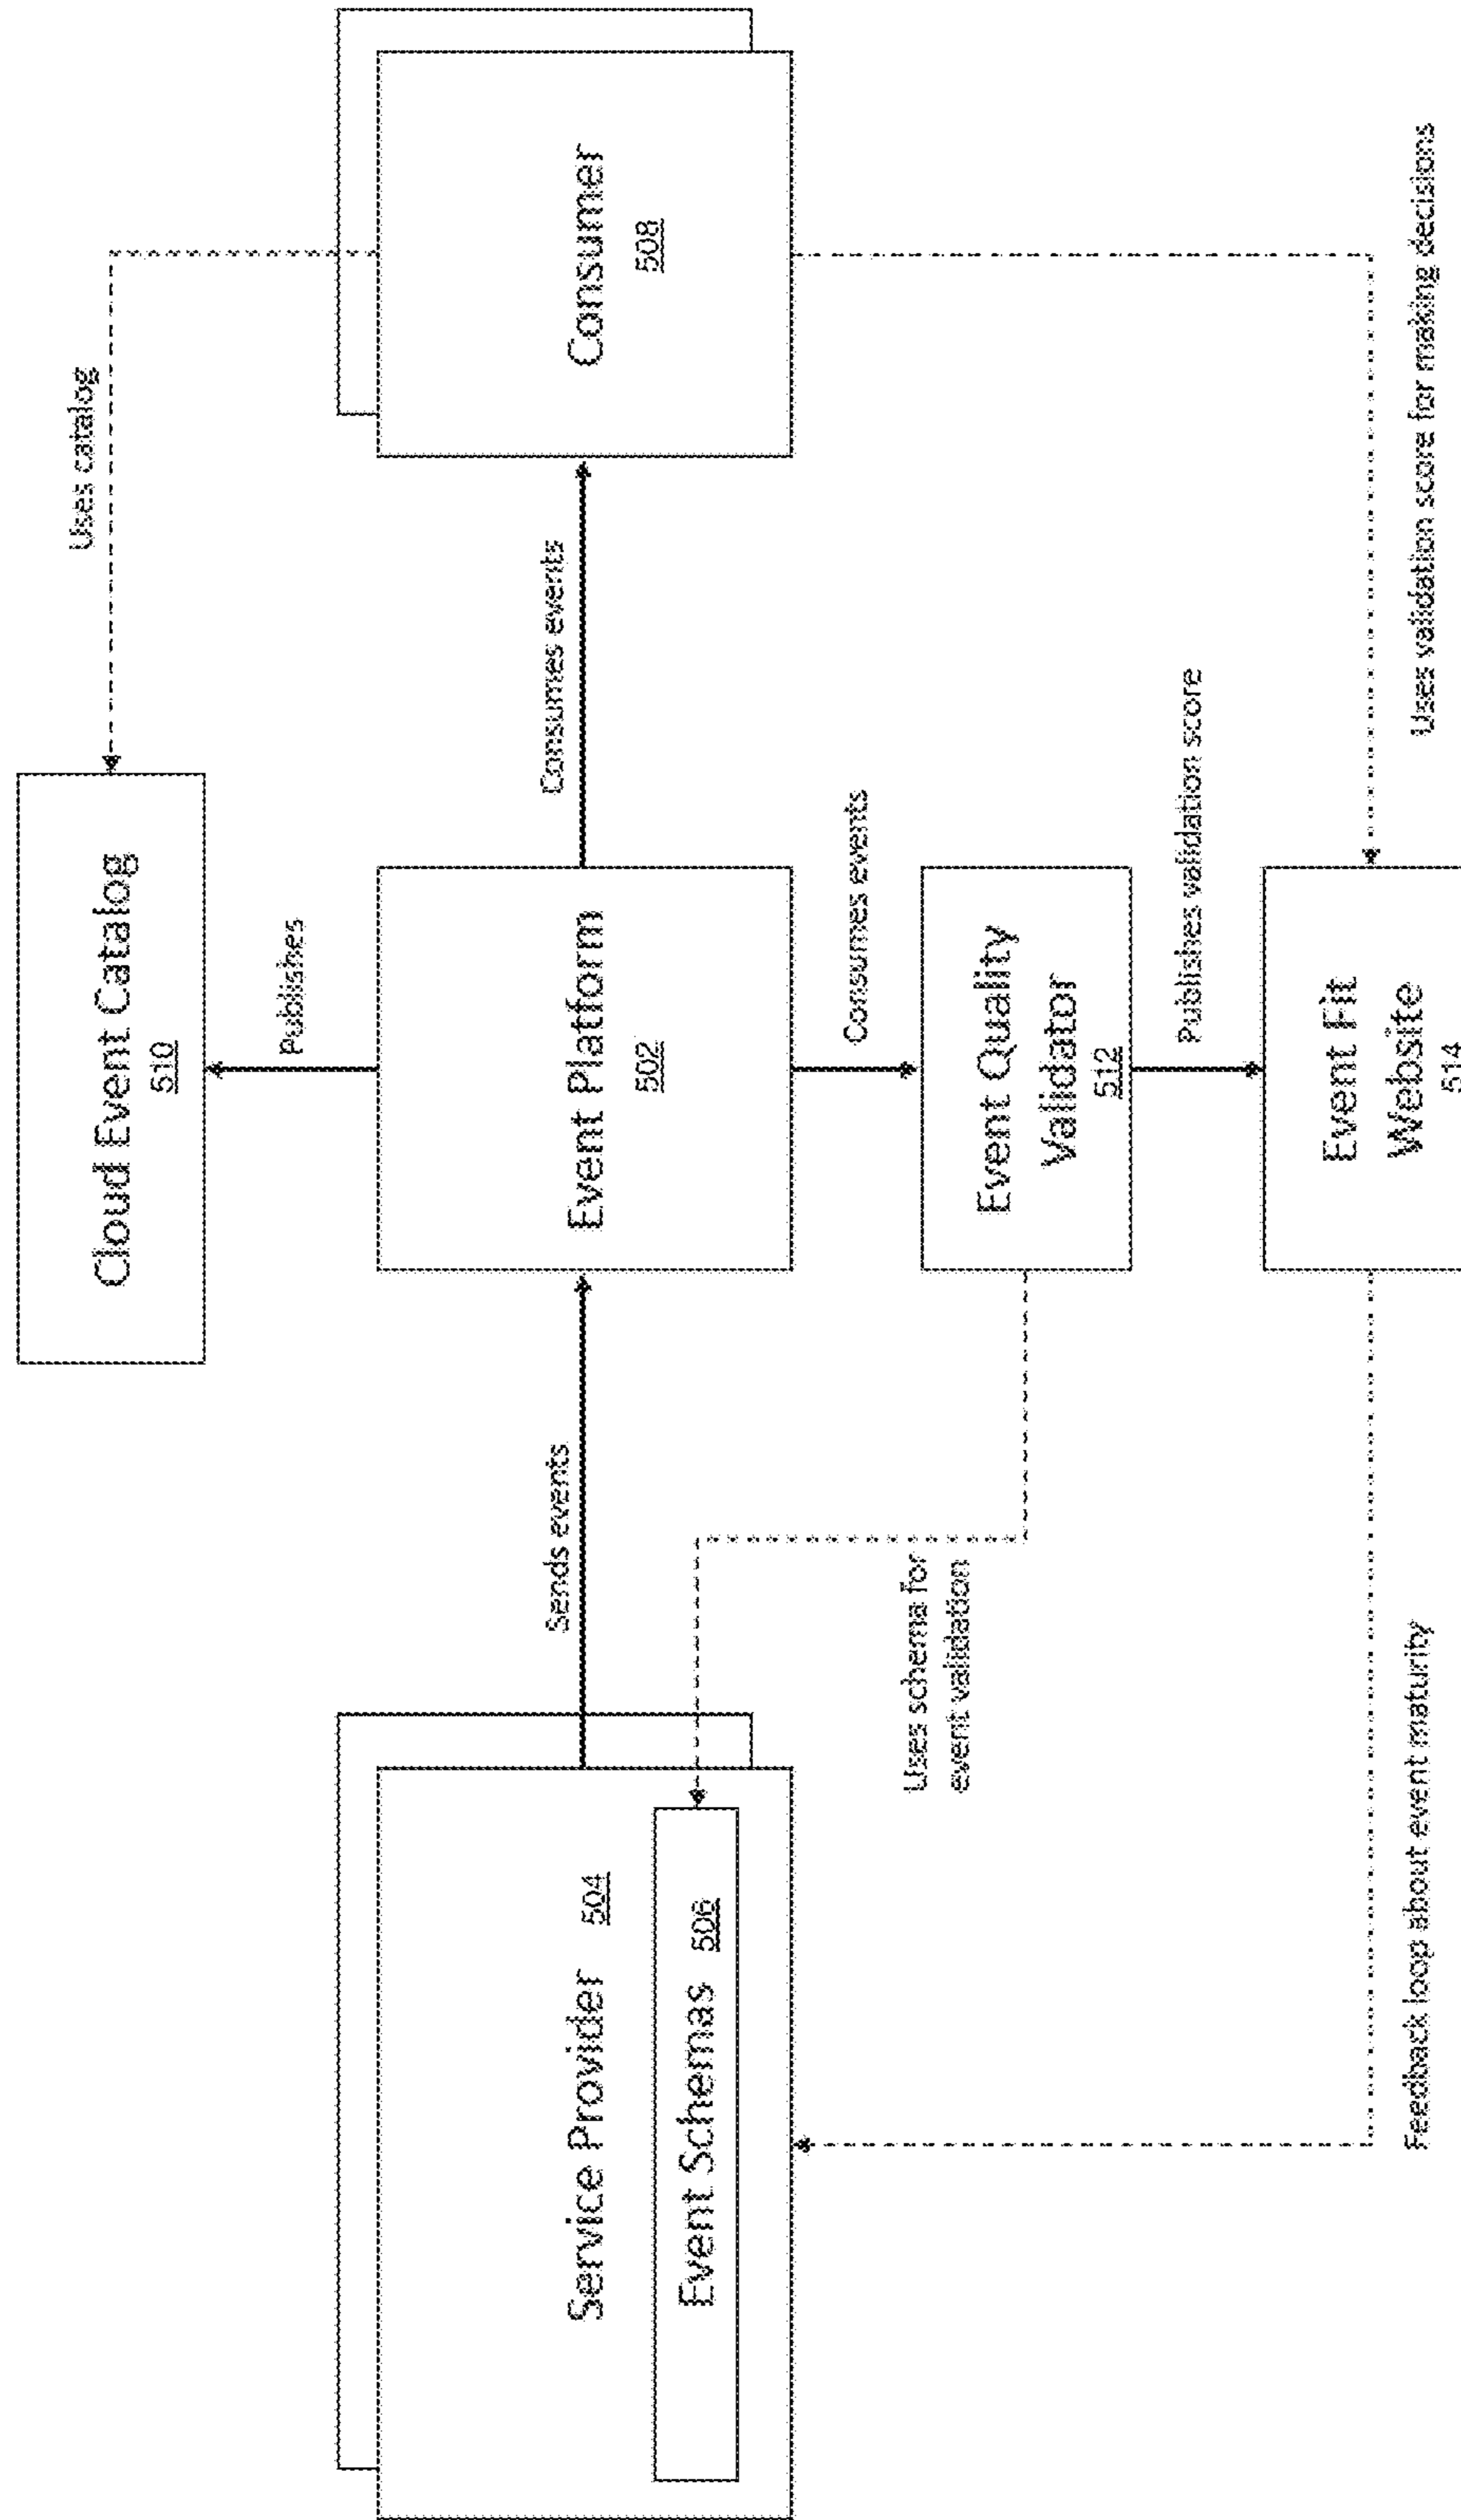 Cloud Event Catalog
510
Uses catalog
Publishes
Service Provider 504
Event Schemas 506
Sends events
Event Platform
502
Consumes events
Consumer
508
Uses schema for
event validation
Consumes events
Event Quality
Validator
512
Publishes validation score
Event Fit
Website
514
Feedback loop about event maturity
Uses validation score for making decisions